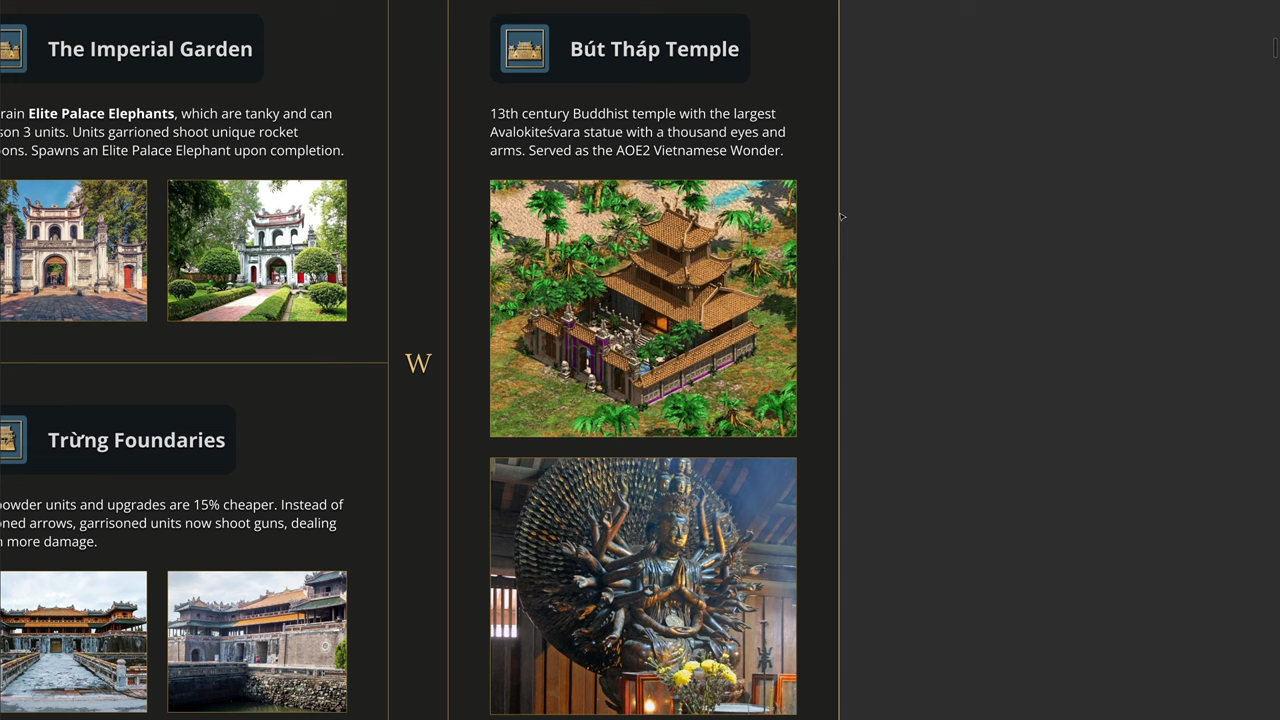 The Imperial Garden
rain Elite Palace Elephants, which are tanky and can
son 3 units. Units garrioned shoot unique rocket
ons. Spawns an Elite Palace Elephant upon completion.
Trừng Foundaries
owder units and upgrades are 15% cheaper. Instead of
oned arrows, garrisoned units now shoot guns, dealing
more damage.
W
Bút Tháp Temple
13th century Buddhist temple with the largest
Avalokiteśvara statue with a thousand eyes and
arms. Served as the AOE2 Vietnamese Wonder.